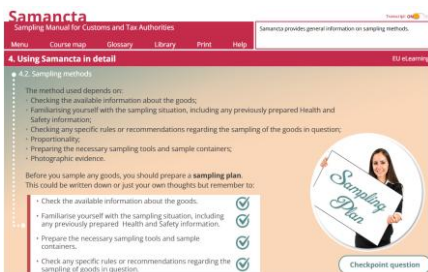 Samancta
Transcript ON
Sampling Manual for Customs and Tax Authorities
Samancta provides general information on sampling methods.
Menu Course map Glossary Library Print Help
4. Using Samancta in detail
EU eLearning
4.2. Sampling methods
The method used depends on:
· Checking the available information about the goods;
· Familiarising yourself with the sampling situation, including any previously prepared Health and
Safety information;
· Checking any specific rules or recommendations regarding the sampling of the goods in question;
· Proportionality;
· Preparing the necessary sampling tools and sample containers;
· Photographic evidence.
Before you sample any goods, you should prepare a sampling plan.
This could be written down or just your own thoughts but remember to:
· Check the available information about the goods.
· Familiarise yourself with the sampling situation, including
any previously prepared Health and Safety information.
· Prepare the necessary sampling tools and sample
containers.
· Check any specific rules or recommendations regarding the
sampling of goods in question.
Sampling
Plan
Checkpoint question